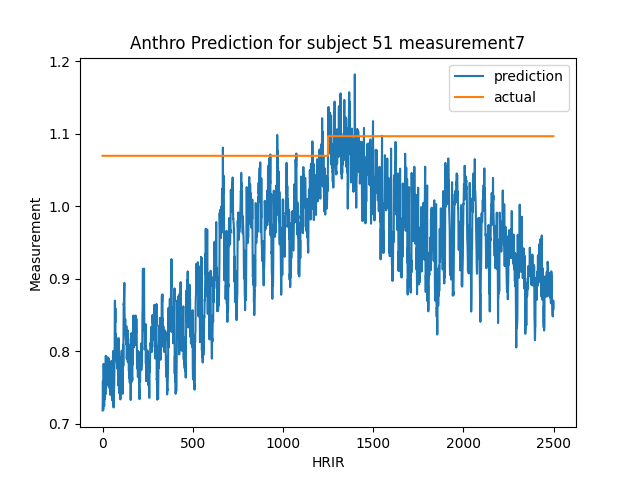 Anthro Prediction for subject 51 measurement7
prediction
actual
Measurement
1.2
1.1
1.0
0.9
0.8
0.7
0
500
1000
1500
2000
2500
HRIR